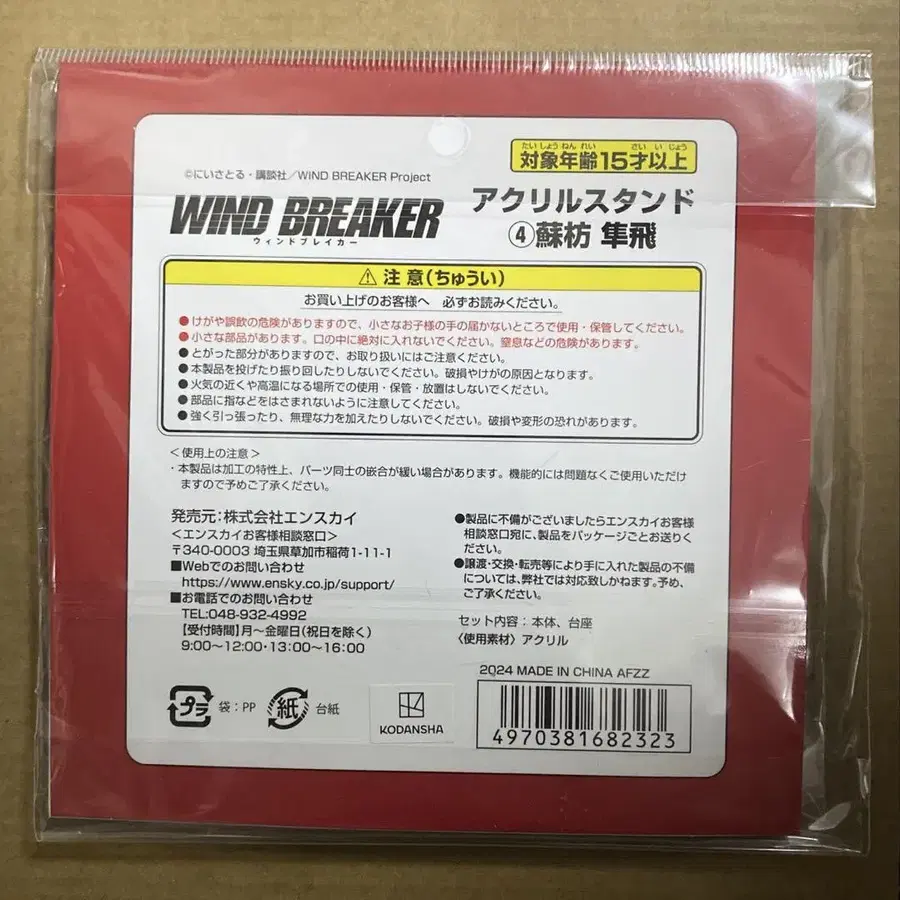 たいしょうねんれい さいいじょう
対象年齢15才以上
©にいさとる・講談社／WIND BREAKER Project
WIND BREAKER
ウィンドブレイカー
アクリルスタンド
④蘇枋 隼飛
⚠注意(ちゅうい)
お買い上げのお客様へ 必ずお読みください。
●けがや誤飲の危険がありますので、小さなお子様の手の届かないところで使用・保管してください。
●小さな部品があります。口の中に絶対に入れないでください。窒息などの危険があります。
●とがった部分がありますので、お取り扱いにはご注意ください。
●本製品を投げたり振り回したりしないでください。破損やけがの原因となります。
●火気の近くや高温になる場所での使用・保管・放置はしないでください。
●部品に指などをはさまれないように注意してください。
●強く引っ張ったり、無理な力を加えたりしないでください。破損や変形の恐れがあります。
＜使用上の注意＞
・本製品は加工の特性上、パーツ同士の嵌合が緩い場合があります。機能的には問題なくご使用いただけ
ますので予めご了承ください。
発売元:株式会社エンスカイ
＜エンスカイお客様相談窓口＞
〒340-0003 埼玉県草加市稲荷1-11-1
■Webでのお問い合わせ
https://www.ensky.co.jp/support/
■お電話でのお問い合わせ
TEL:048-932-4992
【受付時間】月～金曜日(祝日を除く)
9:00～12:00・13:00～16:00
●製品に不備がございましたらエンスカイお客様
相談窓口宛に、製品をパッケージごとお送りく
ださい。
●譲渡・交換・転売等により手に入れた製品の不備
については、弊社では対応致しかねます。予め、
ご了承ください。
セット内容：本体、台座
〈使用素材〉アクリル
2024 MADE IN CHINA AFZZ
プラ 袋：PP 紙 台紙
KODANSHA
4970381682323